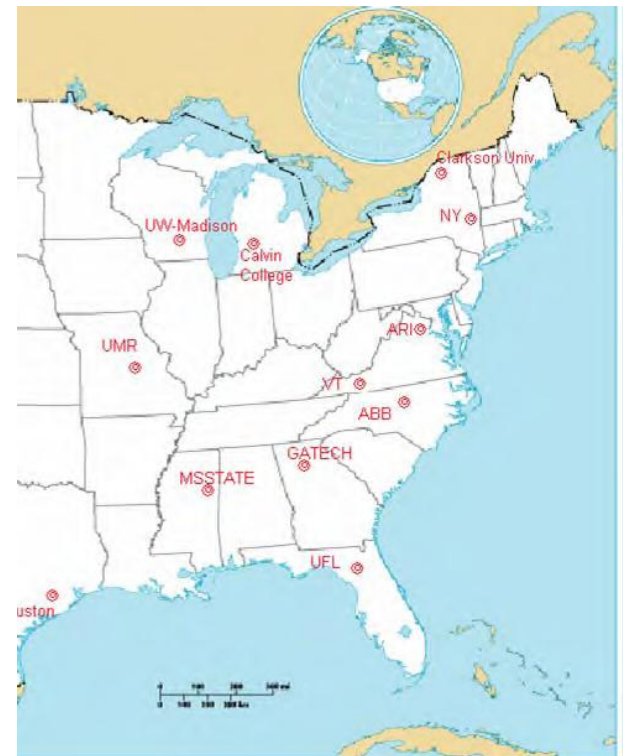 Clarkson Univ.
NY
UW-Madison
Calvin
College
ARI
UMR
VT
ABB
GATECH
MSSTATE
UFL
uston